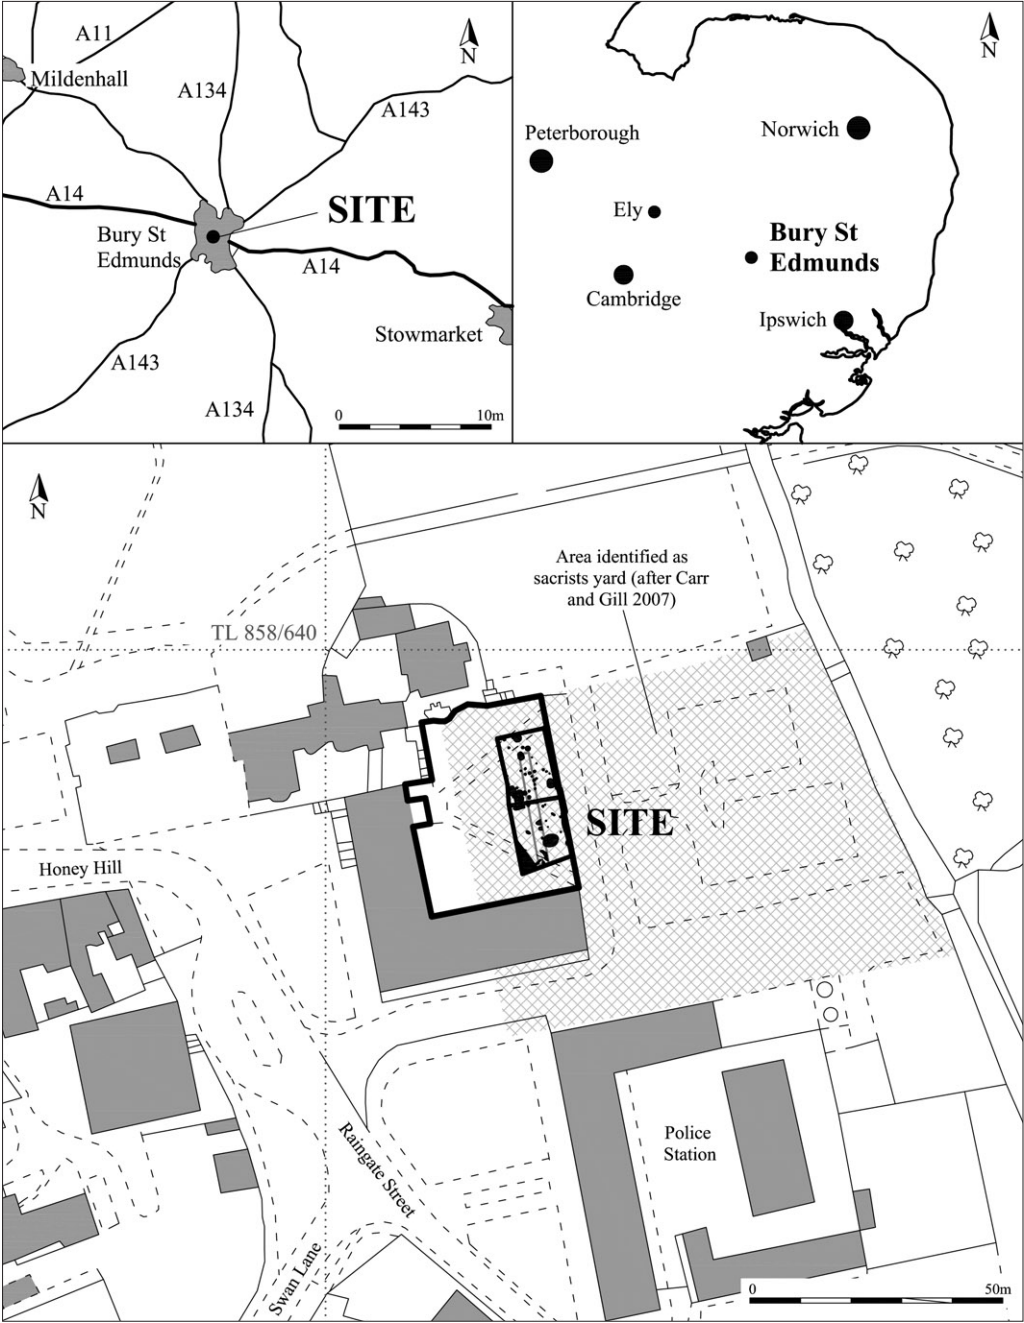 A11
N
Mildenhall
A134
A143
A14
SITE
Bury St
Edmunds
A14
Stowmarket
A143
A134
0 10m
N
Peterborough
Norwich
Ely
Bury St
Edmunds
Cambridge
Ipswich
N
Area identified as
sacrists yard (after Carr
and Gill 2007)
TL 858/640
SITE
Honey Hill
Raingate Street
Police
Station
Swan Lane
0 50m